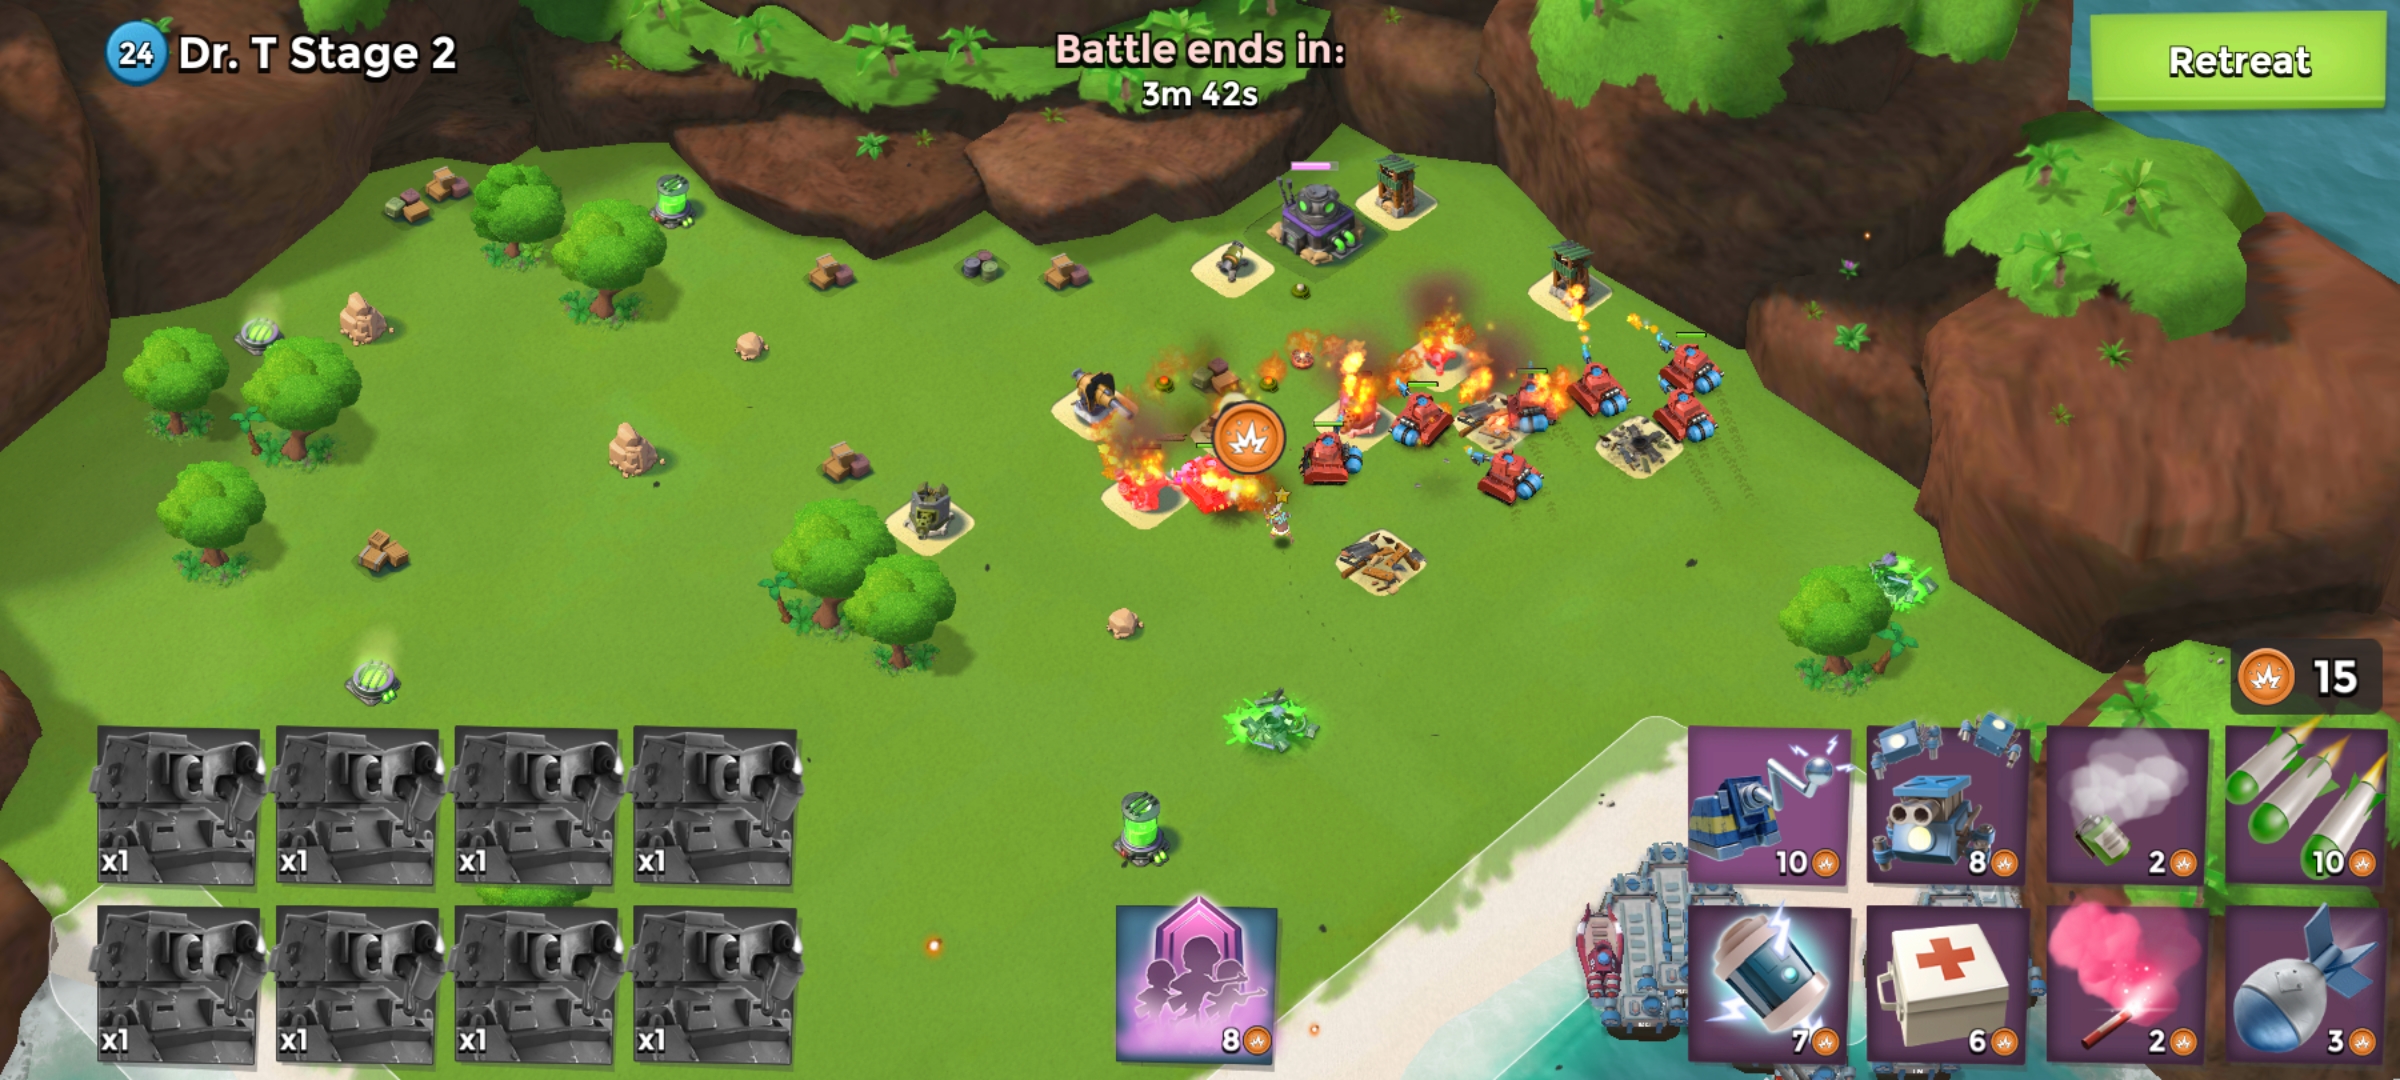 24 Dr. T Stage 2
Battle ends in:
3m 42s
Retreat
15
x1 x1 x1 x1
10 8 2 10
x1 x1 x1 x1
8
7 6 2 3